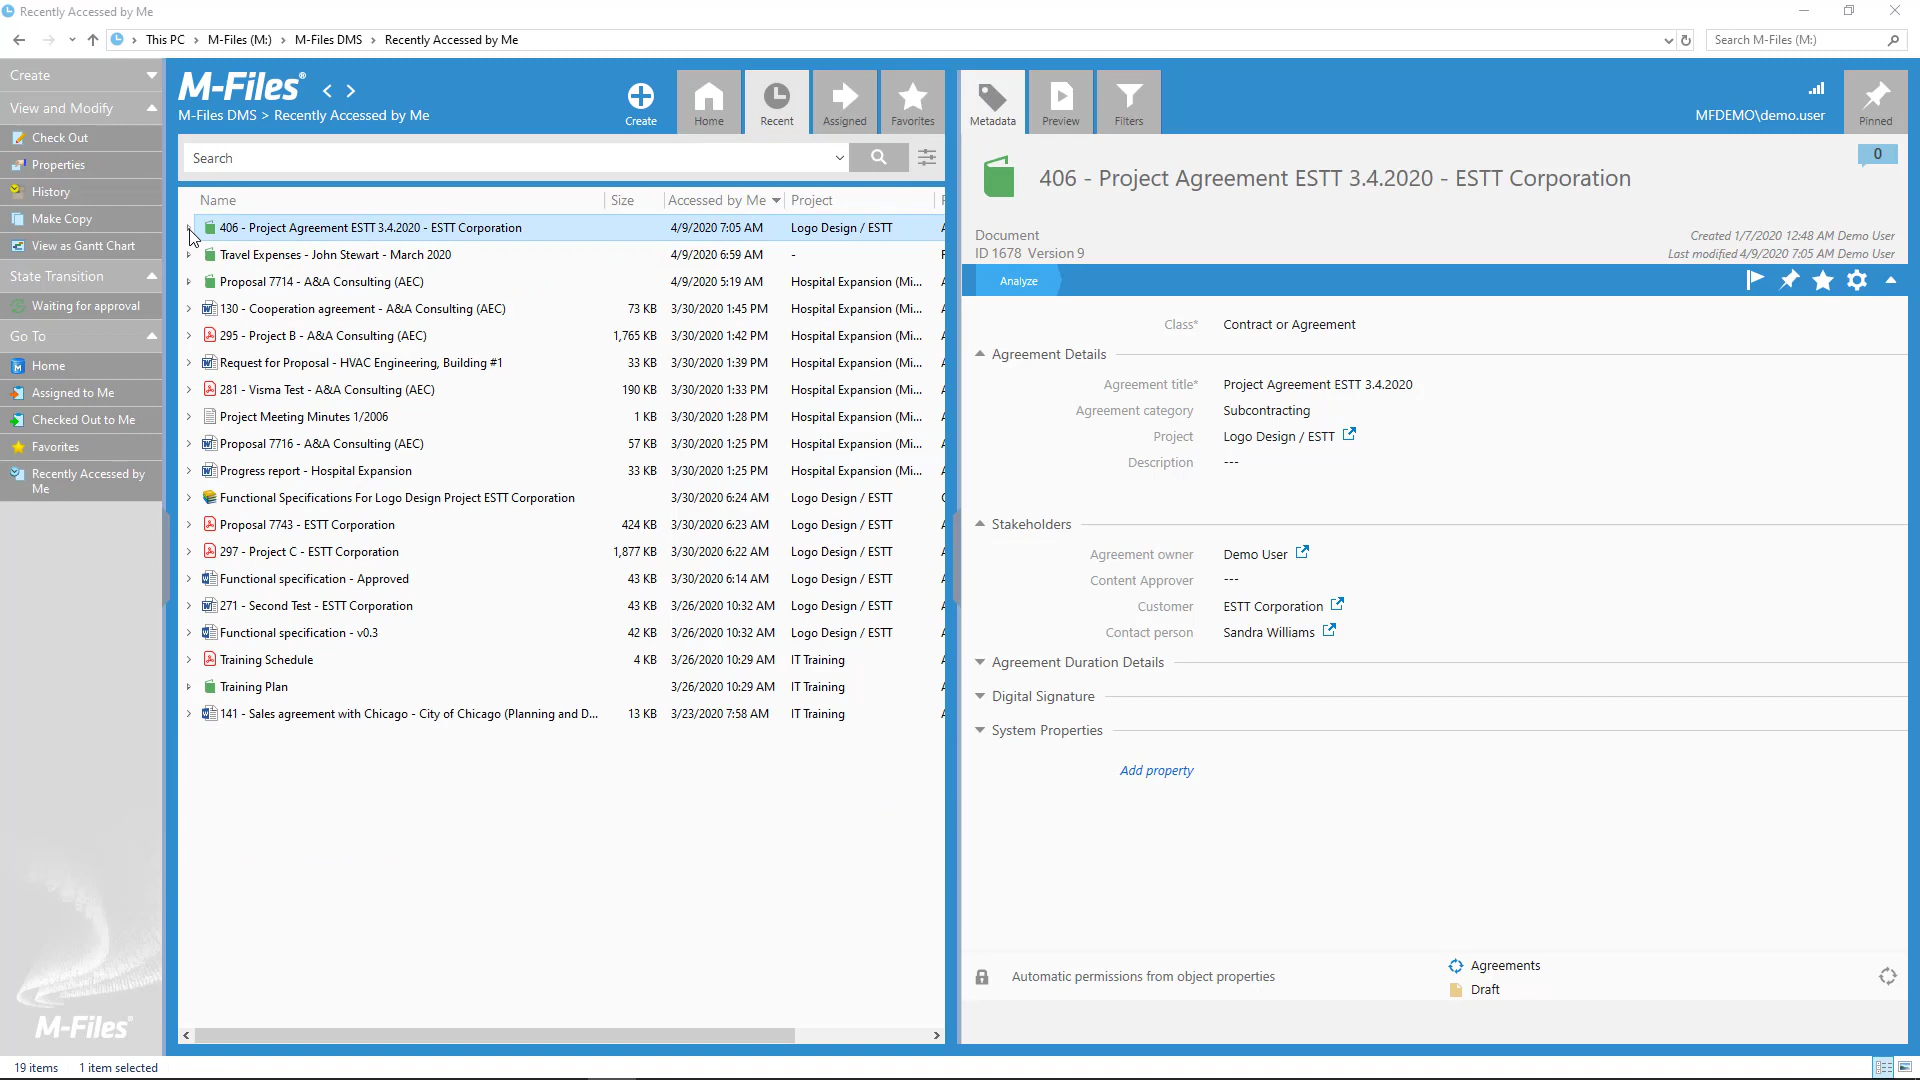 Recently Accessed by Me
This PC > M-Files (M:) > M-Files DMS > Recently Accessed by Me
Search M-Files (M:)
Create
View and Modify
Check Out
Properties
History
Make Copy
View as Gantt Chart
State Transition
Waiting for approval
Go To
Home
Assigned to Me
Checked Out to Me
Favorites
Recently Accessed by
Me
M-Files
M-Files®
M-Files DMS > Recently Accessed by Me
Create
Home
Recent
Assigned
Favorites
Search
Name Size Accessed by Me Project
406 - Project Agreement ESTT 3.4.2020 - ESTT Corporation 4/9/2020 7:05 AM Logo Design / ESTT
Travel Expenses - John Stewart - March 2020 4/9/2020 6:59 AM -
Proposal 7714 - A&A Consulting (AEC) 4/9/2020 5:19 AM Hospital Expansion (Mi...
130 - Cooperation agreement - A&A Consulting (AEC) 73 KB 3/30/2020 1:45 PM Hospital Expansion (Mi...
295 - Project B - A&A Consulting (AEC) 1,765 KB 3/30/2020 1:42 PM Hospital Expansion (Mi...
Request for Proposal - HVAC Engineering, Building #1 33 KB 3/30/2020 1:39 PM Hospital Expansion (Mi...
281 - Visma Test - A&A Consulting (AEC) 190 KB 3/30/2020 1:33 PM Hospital Expansion (Mi...
Project Meeting Minutes 1/2006 1 KB 3/30/2020 1:28 PM Hospital Expansion (Mi...
Proposal 7716 - A&A Consulting (AEC) 57 KB 3/30/2020 1:25 PM Hospital Expansion (Mi...
Progress report - Hospital Expansion 33 KB 3/30/2020 1:25 PM Hospital Expansion (Mi...
Functional Specifications For Logo Design Project ESTT Corporation 3/30/2020 6:24 AM Logo Design / ESTT
Proposal 7743 - ESTT Corporation 424 KB 3/30/2020 6:23 AM Logo Design / ESTT
297 - Project C - ESTT Corporation 1,877 KB 3/30/2020 6:22 AM Logo Design / ESTT
Functional specification - Approved 43 KB 3/30/2020 6:14 AM Logo Design / ESTT
271 - Second Test - ESTT Corporation 43 KB 3/26/2020 10:32 AM Logo Design / ESTT
Functional specification - v0.3 42 KB 3/26/2020 10:32 AM Logo Design / ESTT
Training Schedule 4 KB 3/26/2020 10:29 AM IT Training
Training Plan 3/26/2020 10:29 AM IT Training
141 - Sales agreement with Chicago - City of Chicago (Planning and D... 13 KB 3/23/2020 7:58 AM IT Training
Metadata
Preview
Filters
MFDEMO\demo.user
Pinned
0
406 - Project Agreement ESTT 3.4.2020 - ESTT Corporation
Document
ID 1678 Version 9
Created 1/7/2020 12:48 AM Demo User
Last modified 4/9/2020 7:05 AM Demo User
Analyze
Class* Contract or Agreement
Agreement Details
Agreement title* Project Agreement ESTT 3.4.2020
Agreement category Subcontracting
Project Logo Design / ESTT
Description ---
Stakeholders
Agreement owner Demo User
Content Approver ---
Customer ESTT Corporation
Contact person Sandra Williams
Agreement Duration Details
Digital Signature
System Properties
Add property
Automatic permissions from object properties
Agreements
Draft
19 items 1 item selected